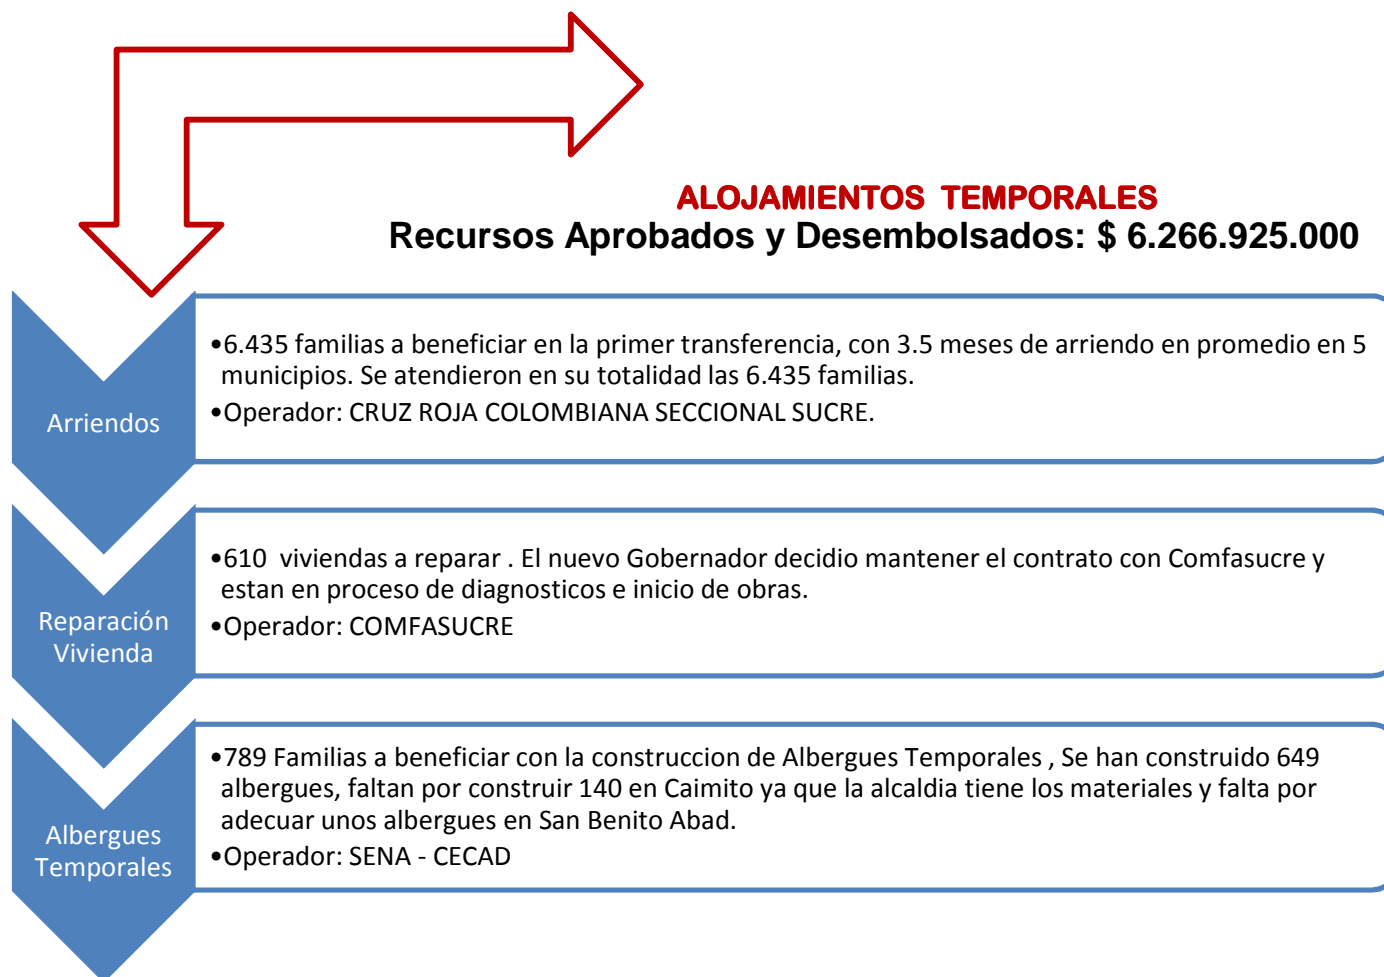 ALOJAMIENTOS TEMPORALES
Recursos Aprobados y Desembolsados: $ 6.266.925.000
Arriendos
•6.435 familias a beneficiar en la primer transferencia, con 3.5 meses de arriendo en promedio en 5
municipios. Se atendieron en su totalidad las 6.435 familias.
•Operador: CRUZ ROJA COLOMBIANA SECCIONAL SUCRE.
Reparación
Vivienda
•610 viviendas a reparar . El nuevo Gobernador decidio mantener el contrato con Comfasucre y
estan en proceso de diagnosticos e inicio de obras.
•Operador: COMFASUCRE
Albergues
Temporales
•789 Familias a beneficiar con la construccion de Albergues Temporales , Se han construido 649
albergues, faltan por construir 140 en Caimito ya que la alcaldia tiene los materiales y falta por
adecuar unos albergues en San Benito Abad.
•Operador: SENA - CECAD